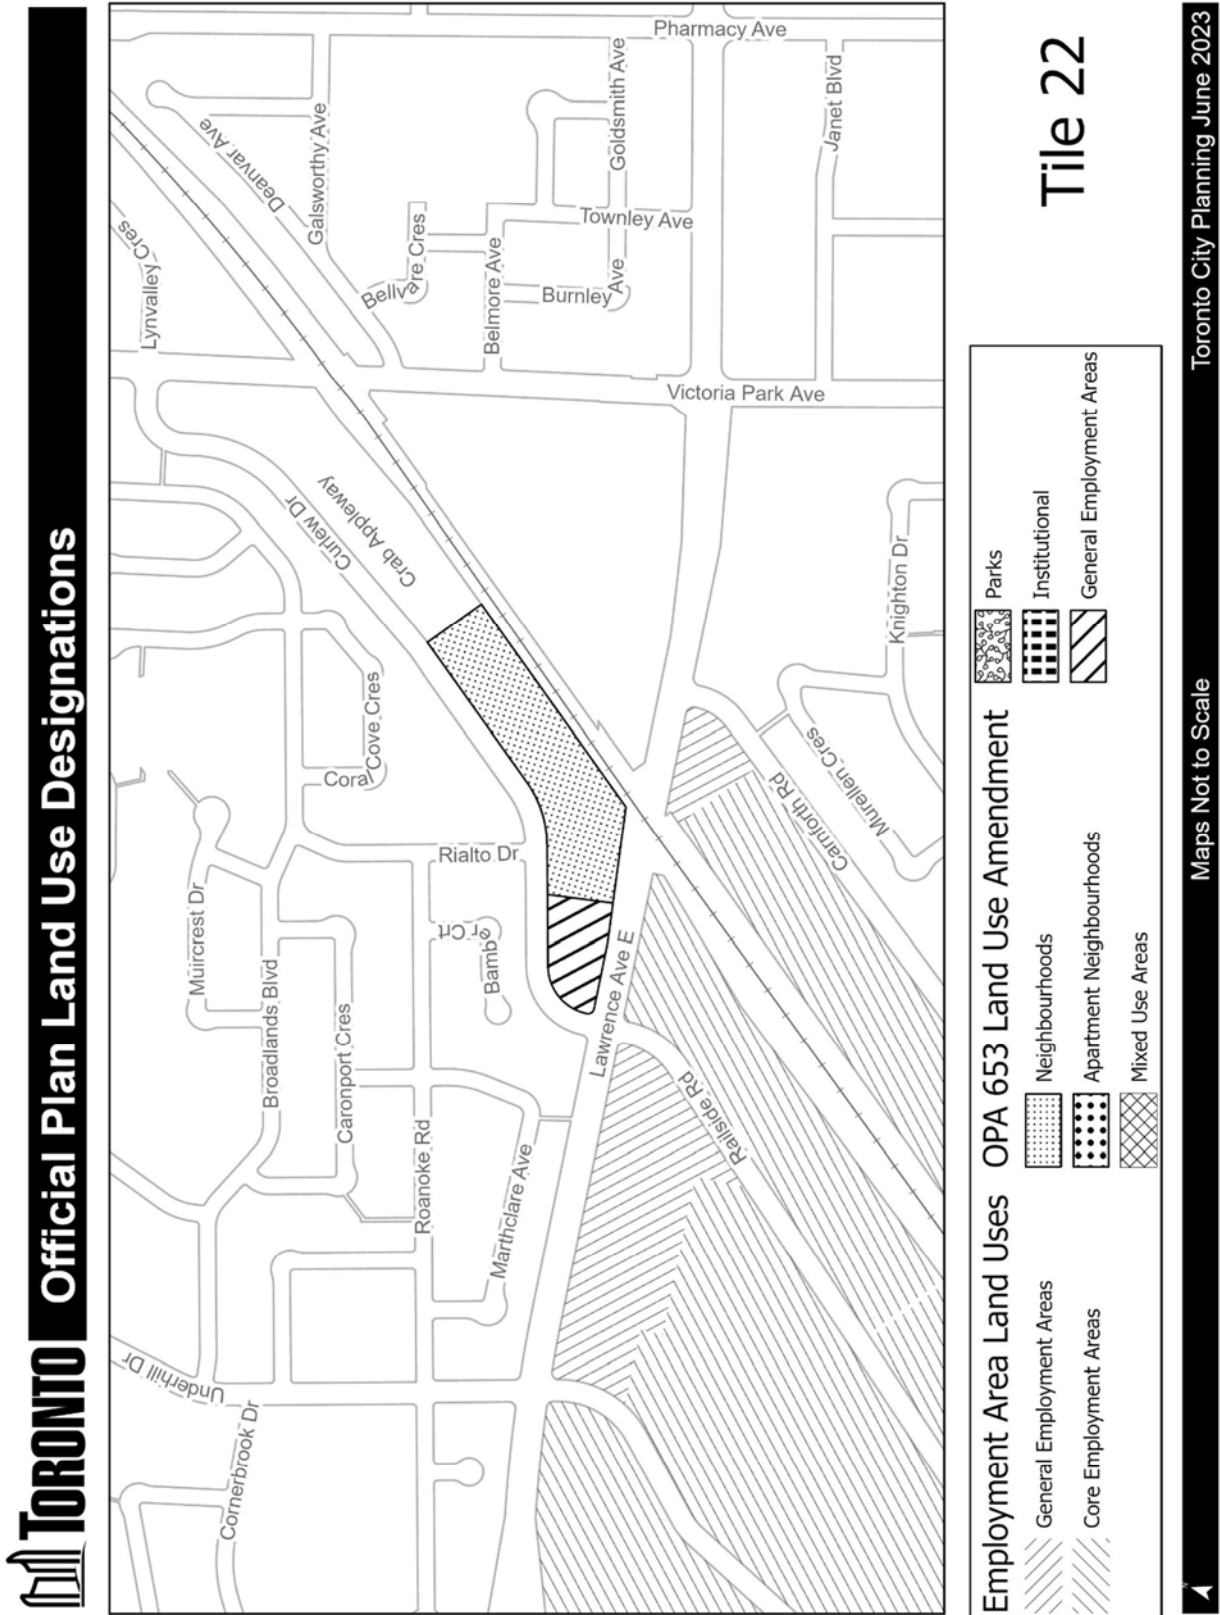 TORONTO
Official Plan Land Use Designations
Underhill Dr
Cornerbrook Dr
Muircrest Dr
Broadlands Blvd
Caronport Cres
Roanoke Rd
Marthclare Ave
Rialto Dr
Bamber Crt
Coral Cove Cres
Curlew Dr
Crab Appleway
Lynvalley Cres
Deanvar Ave
Galsworthy Ave
Bellvare Cres
Belmore Ave
Burnley Ave
Townley Ave
Goldsmith Ave
Pharmacy Ave
Janet Blvd
Victoria Park Ave
Knighton Dr
Murellen Cres
Carnforth Rd
Lawrence Ave E
Railside Rd
Employment Area Land Uses
General Employment Areas
Core Employment Areas
OPA 653 Land Use Amendment
Neighbourhoods
Apartment Neighbourhoods
Mixed Use Areas
Parks
Institutional
General Employment Areas
Tile 22
N
Maps Not to Scale
Toronto City Planning June 2023